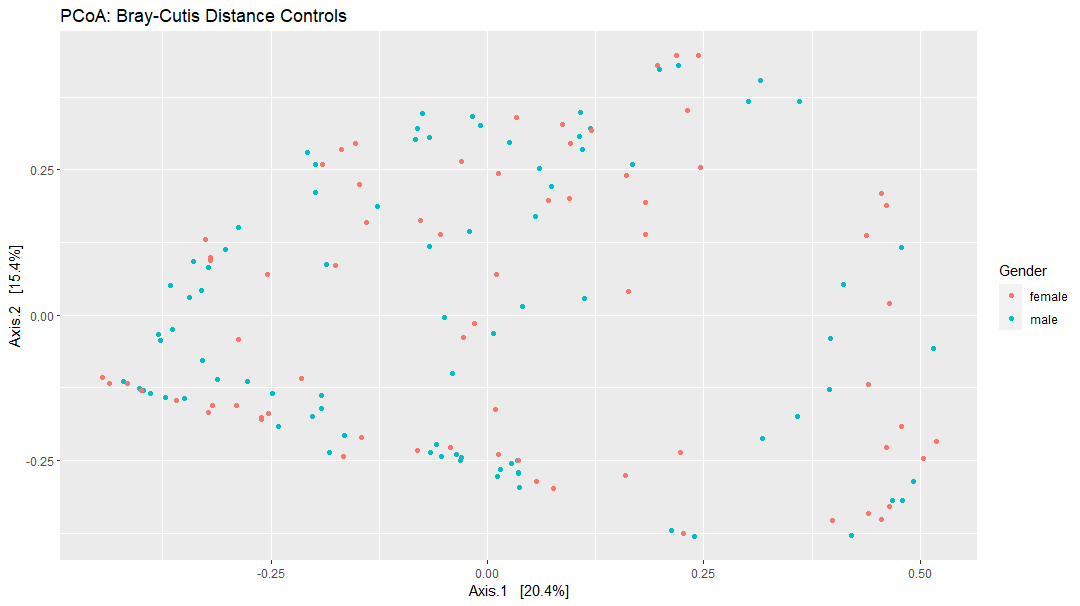 PCoA: Bray-Cutis Distance Controls
0.25
0.00
-0.25
Axis.2 [15.4%]
-0.25
0.00
0.25
0.50
Axis.1 [20.4%]
Gender
female
male